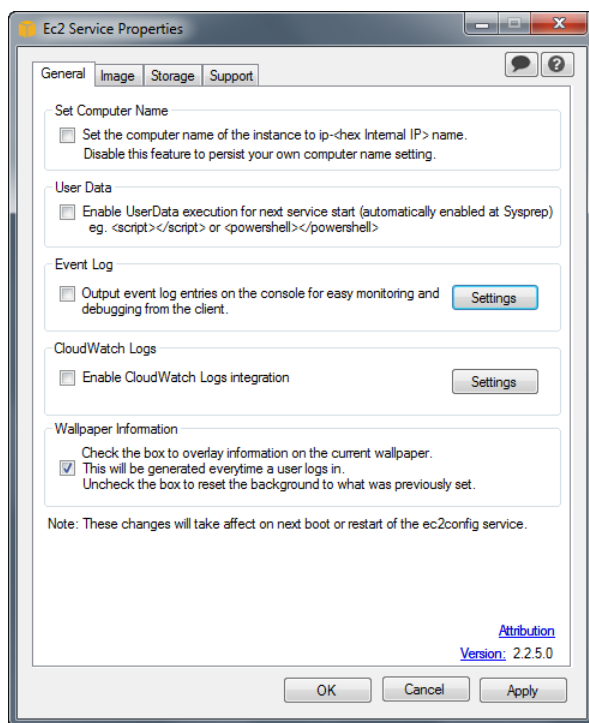 Ec2 Service Properties
General Image Storage Support
Set Computer Name
Set the computer name of the instance to ip-<hex Internal IP> name.
Disable this feature to persist your own computer name setting.
User Data
Enable UserData execution for next service start (automatically enabled at Sysprep)
eg. <script></script> or <powershell></powershell>
Event Log
Output event log entries on the console for easy monitoring and
debugging from the client.
Settings
CloudWatch Logs
Enable CloudWatch Logs integration
Settings
Wallpaper Information
Check the box to overlay information on the current wallpaper.
This will be generated everytime a user logs in.
Uncheck the box to reset the background to what was previously set.
Note: These changes will take affect on next boot or restart of the ec2config service.
Attribution
Version: 2.2.5.0
OK Cancel Apply